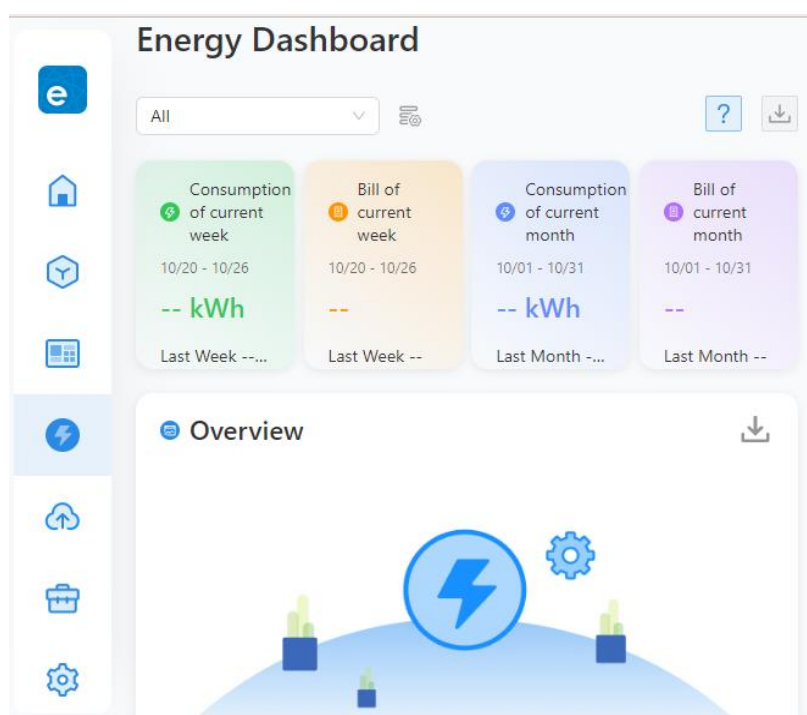 Energy Dashboard
e
All
?
Consumption
of current
week
10/20 - 10/26
-- kWh
Last Week --...
Bill of
current
week
10/20 - 10/26
--
Last Week --
Consumption
of current
month
10/01 - 10/31
-- kWh
Last Month -...
Bill of
current
month
10/01 - 10/31
--
Last Month --
Overview